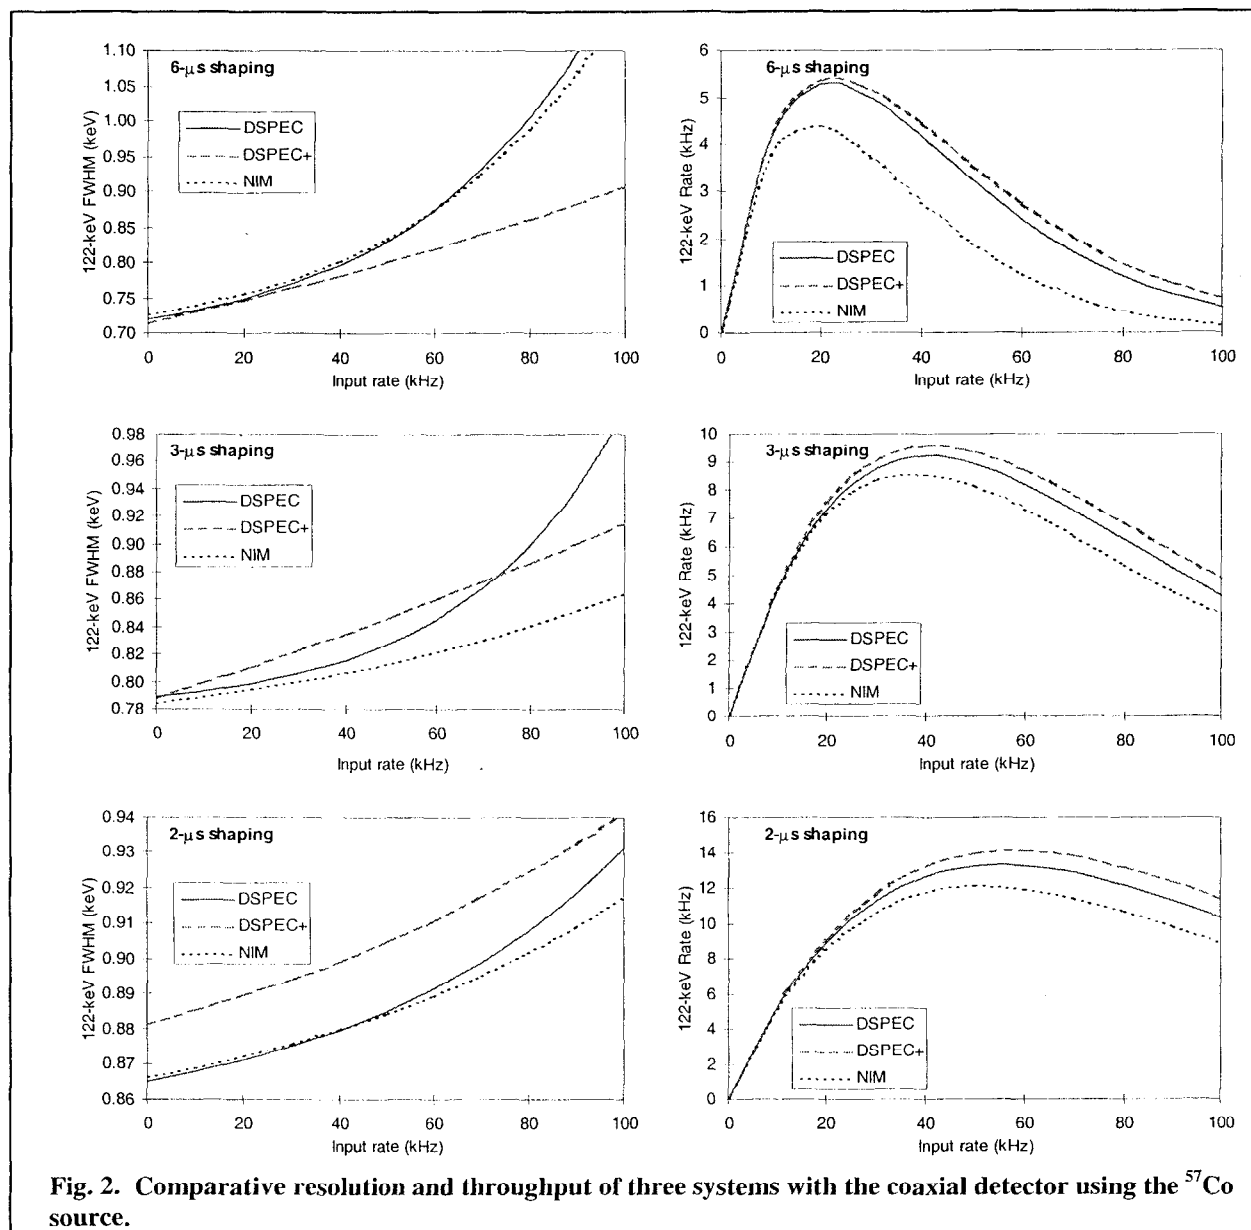 6-µs shaping
122-keV FWHM (keV)
1.10
1.05
1.00
0.95
0.90
0.85
0.80
0.75
0.70
DSPEC
DSPEC+
NIM
0 20 40 60 80 100
Input rate (kHz)
6-µs shaping
122-keV Rate (kHz)
6
5
4
3
2
1
0
DSPEC
DSPEC+
NIM
0 20 40 60 80 100
Input rate (kHz)
3-µs shaping
122-keV FWHM (keV)
0.98
0.96
0.94
0.92
0.90
0.88
0.86
0.84
0.82
0.80
0.78
DSPEC
DSPEC+
NIM
0 20 40 60 80 100
Input rate (kHz)
3-µs shaping
122-keV Rate (kHz)
10
9
8
7
6
5
4
3
2
1
0
DSPEC
DSPEC+
NIM
0 20 40 60 80 100
Input rate (kHz)
2-µs shaping
122-keV FWHM (keV)
0.94
0.93
0.92
0.91
0.90
0.89
0.88
0.87
0.86
DSPEC
DSPEC+
NIM
0 20 40 60 80 100
Input rate (kHz)
2-µs shaping
122-keV Rate (kHz)
16
14
12
10
8
6
4
2
0
DSPEC
DSPEC+
NIM
0 20 40 60 80 100
Input rate (kHz)
Fig. 2. Comparative resolution and throughput of three systems with the coaxial detector using the ⁵⁷Co
source.